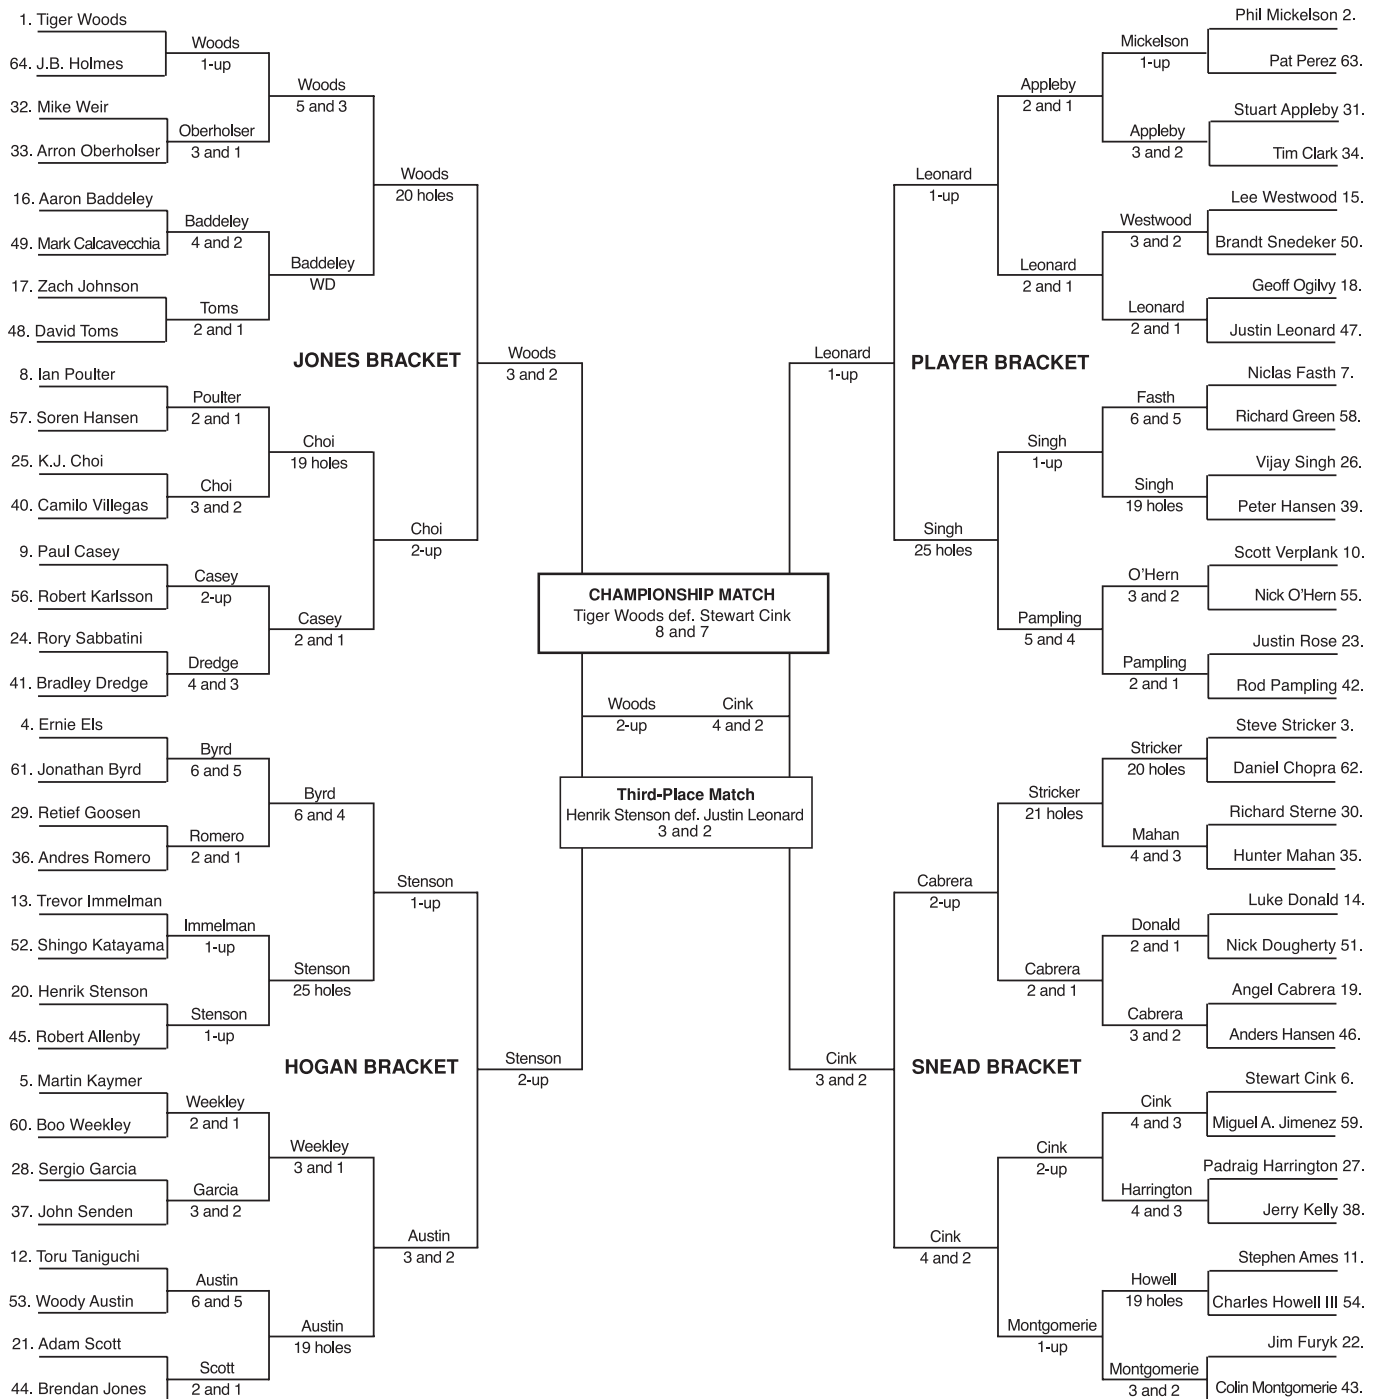 1. Tiger Woods
64. J.B. Holmes
32. Mike Weir
33. Arron Oberholser
16. Aaron Baddeley
49. Mark Calcavecchia
17. Zach Johnson
48. David Toms
8. Ian Poulter
57. Soren Hansen
25. K.J. Choi
40. Camilo Villegas
9. Paul Casey
56. Robert Karlsson
24. Rory Sabbatini
41. Bradley Dredge
4. Ernie Els
61. Jonathan Byrd
29. Retief Goosen
36. Andres Romero
13. Trevor Immelman
52. Shingo Katayama
20. Henrik Stenson
45. Robert Allenby
5. Martin Kaymer
60. Boo Weekley
28. Sergio Garcia
37. John Senden
12. Toru Taniguchi
53. Woody Austin
21. Adam Scott
44. Brendan Jones
Woods
1-up
Oberholser
3 and 1
Baddeley
4 and 2
Toms
2 and 1
Poulter
2 and 1
Choi
3 and 2
Casey
2-up
Dredge
4 and 3
Byrd
6 and 5
Romero
2 and 1
Immelman
1-up
Stenson
1-up
Weekley
2 and 1
Garcia
3 and 2
Austin
6 and 5
Scott
2 and 1
Woods
5 and 3
Baddeley
WD
Choi
19 holes
Casey
2 and 1
Byrd
6 and 4
Stenson
25 holes
Weekley
3 and 1
Austin
19 holes
Woods
20 holes
Choi
2-up
Stenson
1-up
Austin
3 and 2
JONES BRACKET
HOGAN BRACKET
Woods
3 and 2
Stenson
2-up
CHAMPIONSHIP MATCH
Tiger Woods def. Stewart Cink
8 and 7
Woods
2-up
Cink
4 and 2
Third-Place Match
Henrik Stenson def. Justin Leonard
3 and 2
Leonard
1-up
Cink
3 and 2
PLAYER BRACKET
SNEAD BRACKET
Leonard
1-up
Singh
25 holes
Cabrera
2-up
Cink
4 and 2
Appleby
2 and 1
Leonard
2 and 1
Singh
1-up
Pampling
5 and 4
Stricker
21 holes
Cabrera
2 and 1
Cink
2-up
Montgomerie
1-up
Mickelson
1-up
Appleby
3 and 2
Westwood
3 and 2
Leonard
2 and 1
Fasth
6 and 5
Singh
19 holes
O'Hern
3 and 2
Pampling
2 and 1
Stricker
20 holes
Mahan
4 and 3
Donald
2 and 1
Cabrera
3 and 2
Cink
4 and 3
Harrington
4 and 3
Howell
19 holes
Montgomerie
3 and 2
Phil Mickelson 2.
Pat Perez 63.
Stuart Appleby 31.
Tim Clark 34.
Lee Westwood 15.
Brandt Snedeker 50.
Geoff Ogilvy 18.
Justin Leonard 47.
Niclas Fasth 7.
Richard Green 58.
Vijay Singh 26.
Peter Hansen 39.
Scott Verplank 10.
Nick O'Hern 55.
Justin Rose 23.
Rod Pampling 42.
Steve Stricker 3.
Daniel Chopra 62.
Richard Sterne 30.
Hunter Mahan 35.
Luke Donald 14.
Nick Dougherty 51.
Angel Cabrera 19.
Anders Hansen 46.
Stewart Cink 6.
Miguel A. Jimenez 59.
Padraig Harrington 27.
Jerry Kelly 38.
Stephen Ames 11.
Charles Howell III 54.
Jim Furyk 22.
Colin Montgomerie 43.